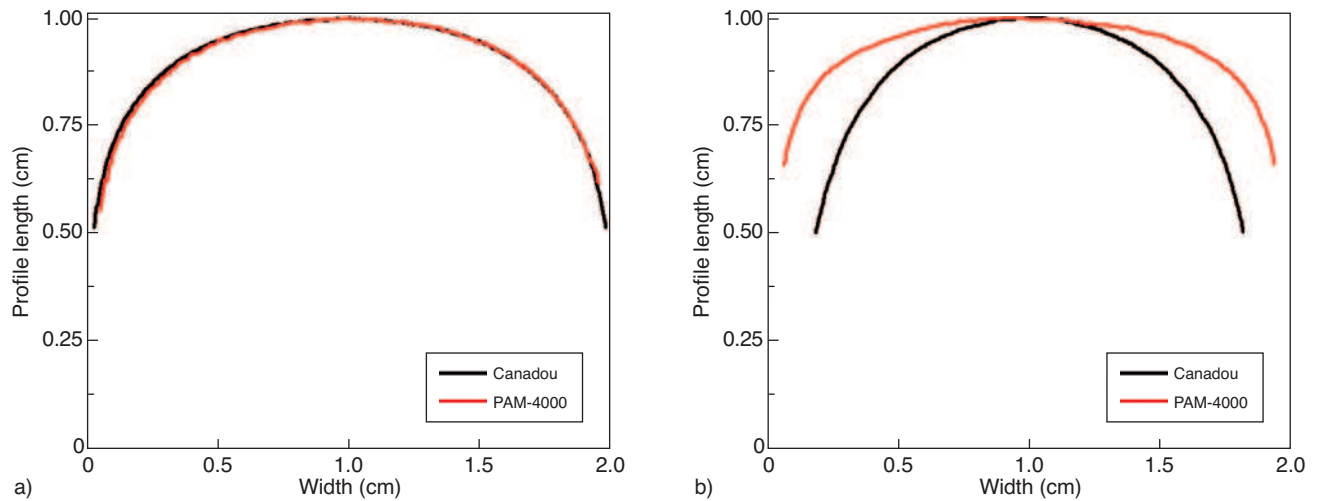 1.00
0.75
0.50
0.25
0
Profile length (cm)
0 0.5 1.0 1.5 2.0
Width (cm)
Canadou
PAM-4000
a)
1.00
0.75
0.50
0.25
0
Profile length (cm)
0 0.5 1.0 1.5 2.0
Width (cm)
Canadou
PAM-4000
b)